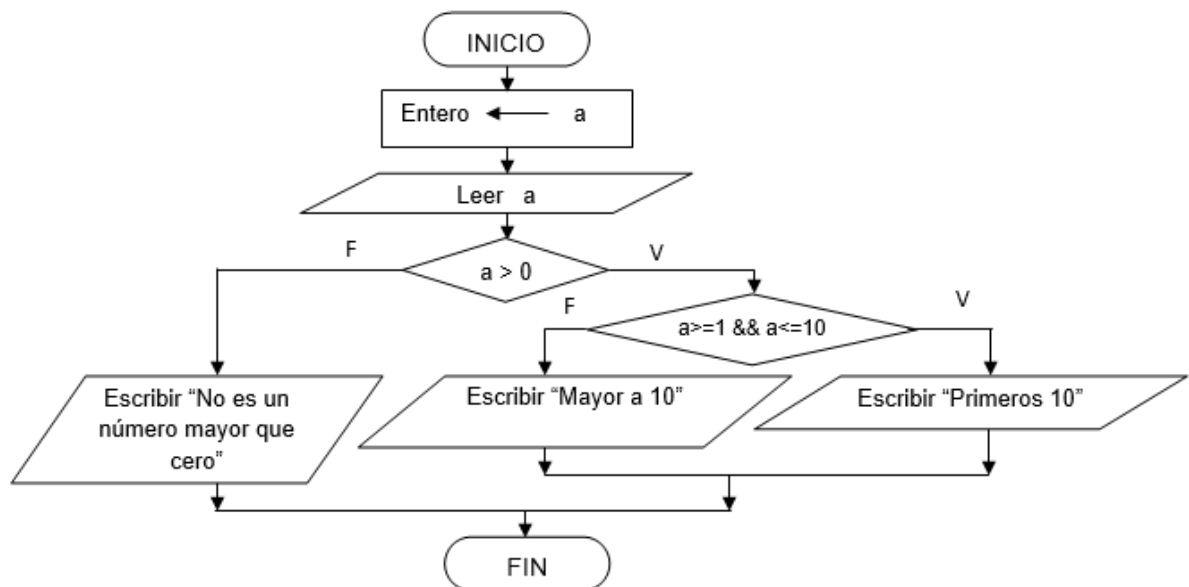 INICIO
Entero a
Leer a
F
a > 0
V
F
a>=1 && a<=10
V
Escribir “No es un
número mayor que
cero”
Escribir “Mayor a 10”
Escribir “Primeros 10”
FIN